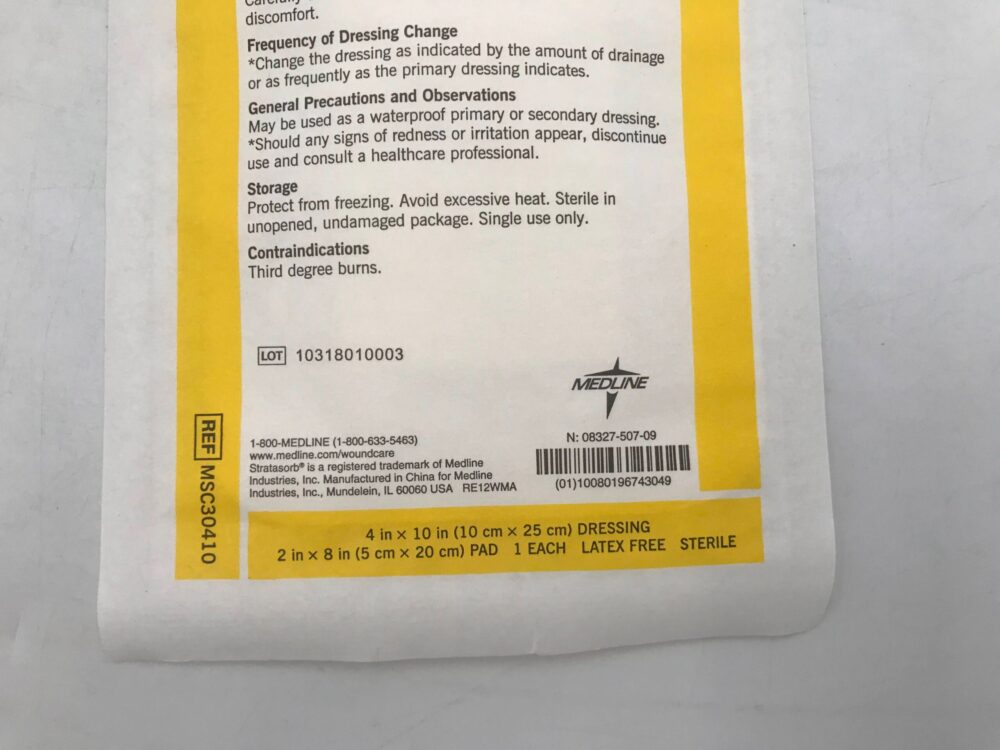 discomfort.
Frequency of Dressing Change
*Change the dressing as indicated by the amount of drainage
or as frequently as the primary dressing indicates.
General Precautions and Observations
May be used as a waterproof primary or secondary dressing.
*Should any signs of redness or irritation appear, discontinue
use and consult a healthcare professional.
Storage
Protect from freezing. Avoid excessive heat. Sterile in
unopened, undamaged package. Single use only.
Contraindications
Third degree burns.
LOT 10318010003
MEDLINE
REF MSC30410
1-800-MEDLINE (1-800-633-5463)
www.medline.com/woundcare
Stratasorb® is a registered trademark of Medline
Industries, Inc. Manufactured in China for Medline
Industries, Inc., Mundelein, IL 60060 USA RE12WMA
N: 08327-507-09
(01)10080196743049
4 in × 10 in (10 cm × 25 cm) DRESSING
2 in × 8 in (5 cm × 20 cm) PAD 1 EACH LATEX FREE STERILE